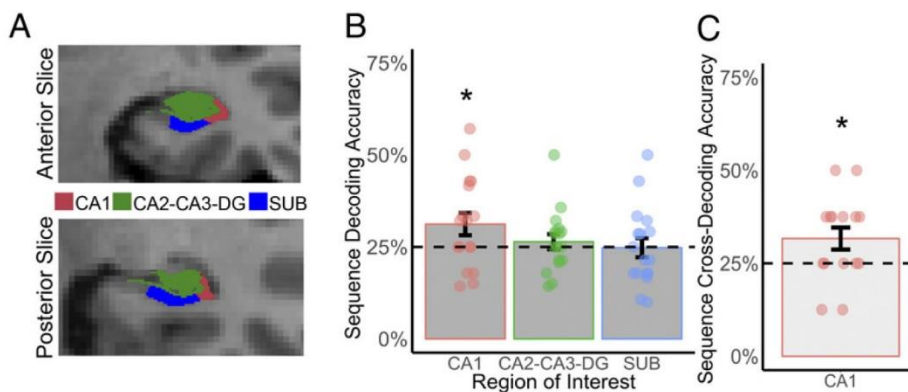 A
Anterior Slice
CA1 CA2-CA3-DG SUB
Posterior Slice
B
Sequence Decoding Accuracy
75%
50%
25%
0%
*
CA1 CA2-CA3-DG SUB
Region of Interest
C
Sequence Cross-Decoding Accuracy
75%
50%
25%
0%
*
CA1